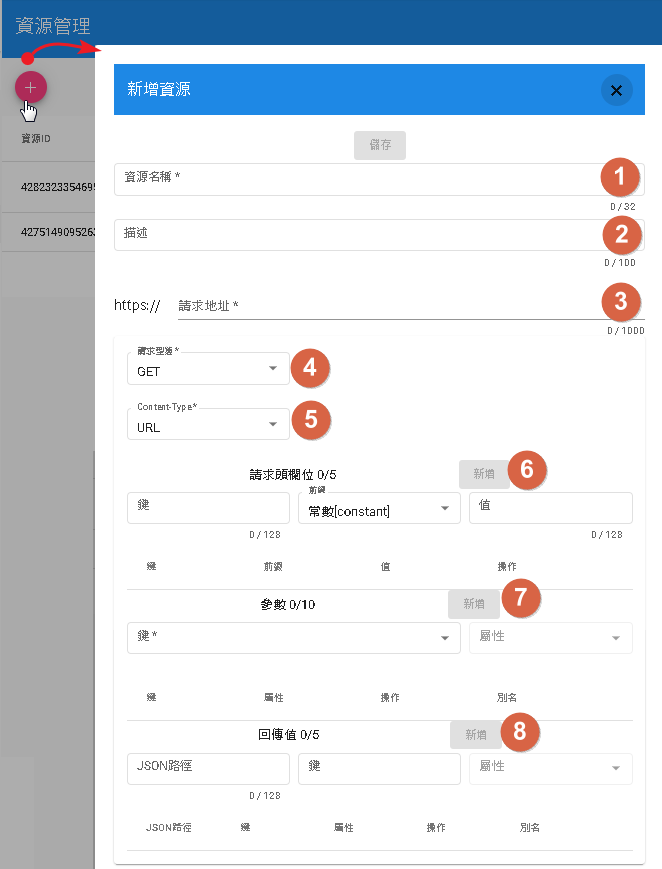 資源管理
+
新增資源
×
資源ID
儲存
資源名稱 *
1
0 / 32
4282323354695
描述
2
0 / 100
4275149095263
https://
請求地址 *
3
0 / 1000
請求型態 *
GET
4
Content-Type *
URL
5
請求頭欄位 0/5
新增
6
鍵
前綴
常數[constant]
值
0 / 128
0 / 128
鍵 前綴 值 操作
參數 0/10
新增
7
鍵 *
屬性
鍵 屬性 操作 別名
回傳值 0/5
新增
8
JSON路徑
鍵
屬性
0 / 128
JSON路徑 鍵 屬性 操作 別名